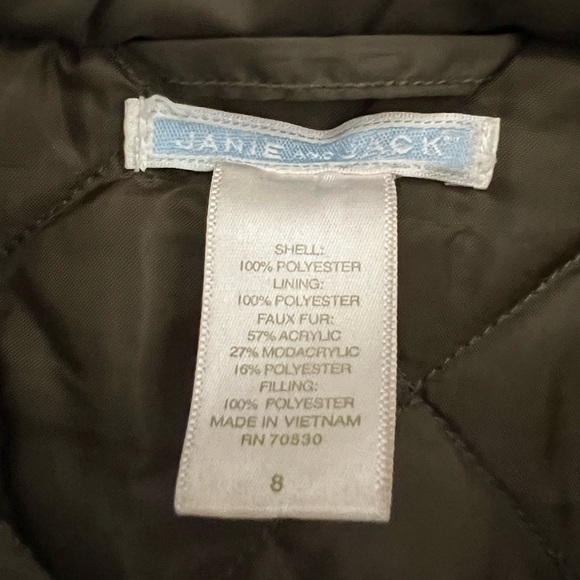 JANIE AND JACK™
SHELL:
100% POLYESTER
LINING:
100% POLYESTER
FAUX FUR:
57% ACRYLIC
27% MODACRYLIC
16% POLYESTER
FILLING:
100% POLYESTER
MADE IN VIETNAM
RN 70530
8